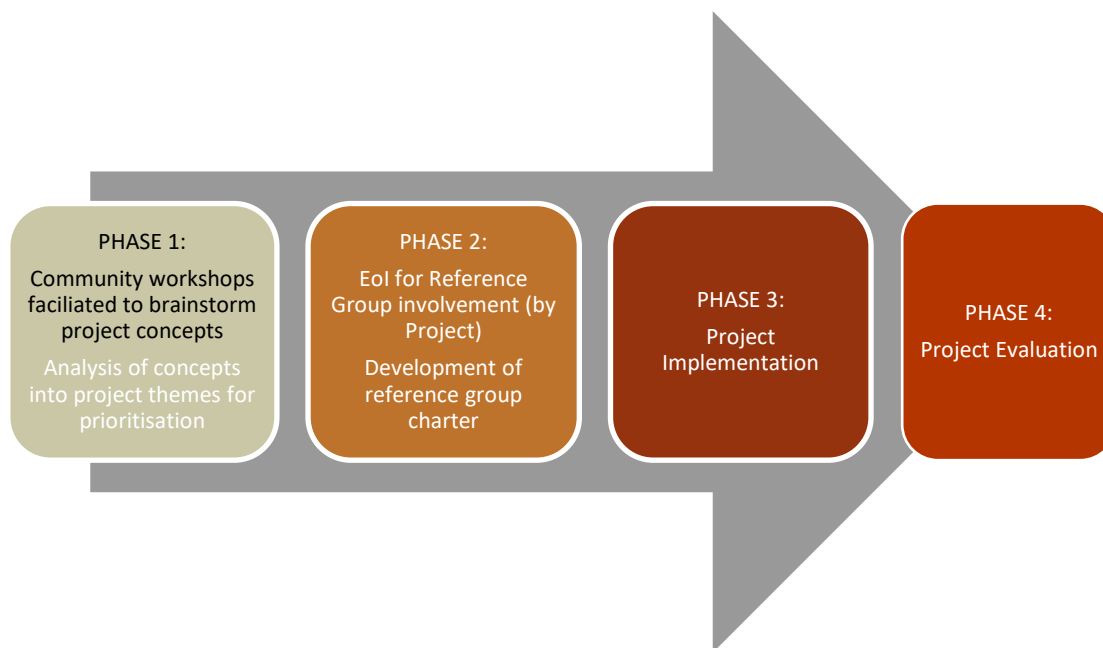 PHASE 1:
Community workshops
faciliated to brainstorm
project concepts
Analysis of concepts
into project themes for
prioritisation
PHASE 2:
EoI for Reference
Group involvement (by
Project)
Development of
reference group
charter
PHASE 3:
Project
Implementation
PHASE 4:
Project Evaluation